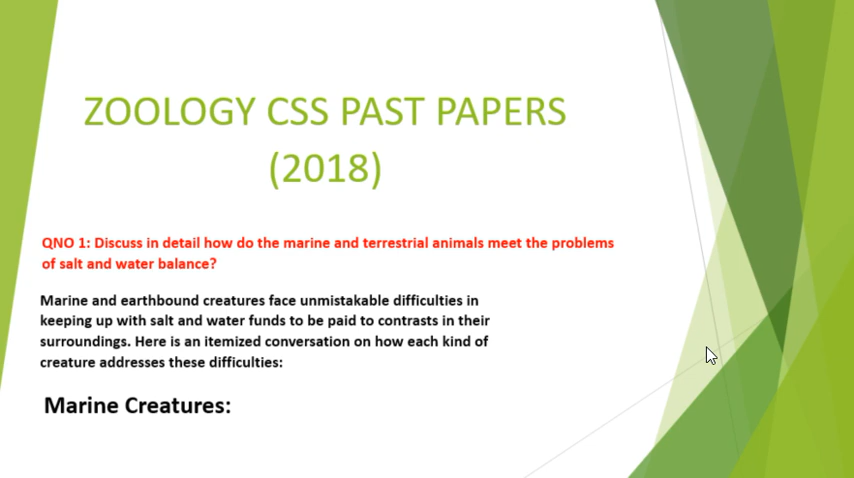 ZOOLOGY CSS PAST PAPERS
(2018)
QNO 1: Discuss in detail how do the marine and terrestrial animals meet the problems
of salt and water balance?
Marine and earthbound creatures face unmistakable difficulties in
keeping up with salt and water funds to be paid to contrasts in their
surroundings. Here is an itemized conversation on how each kind of
creature addresses these difficulties:
Marine Creatures: